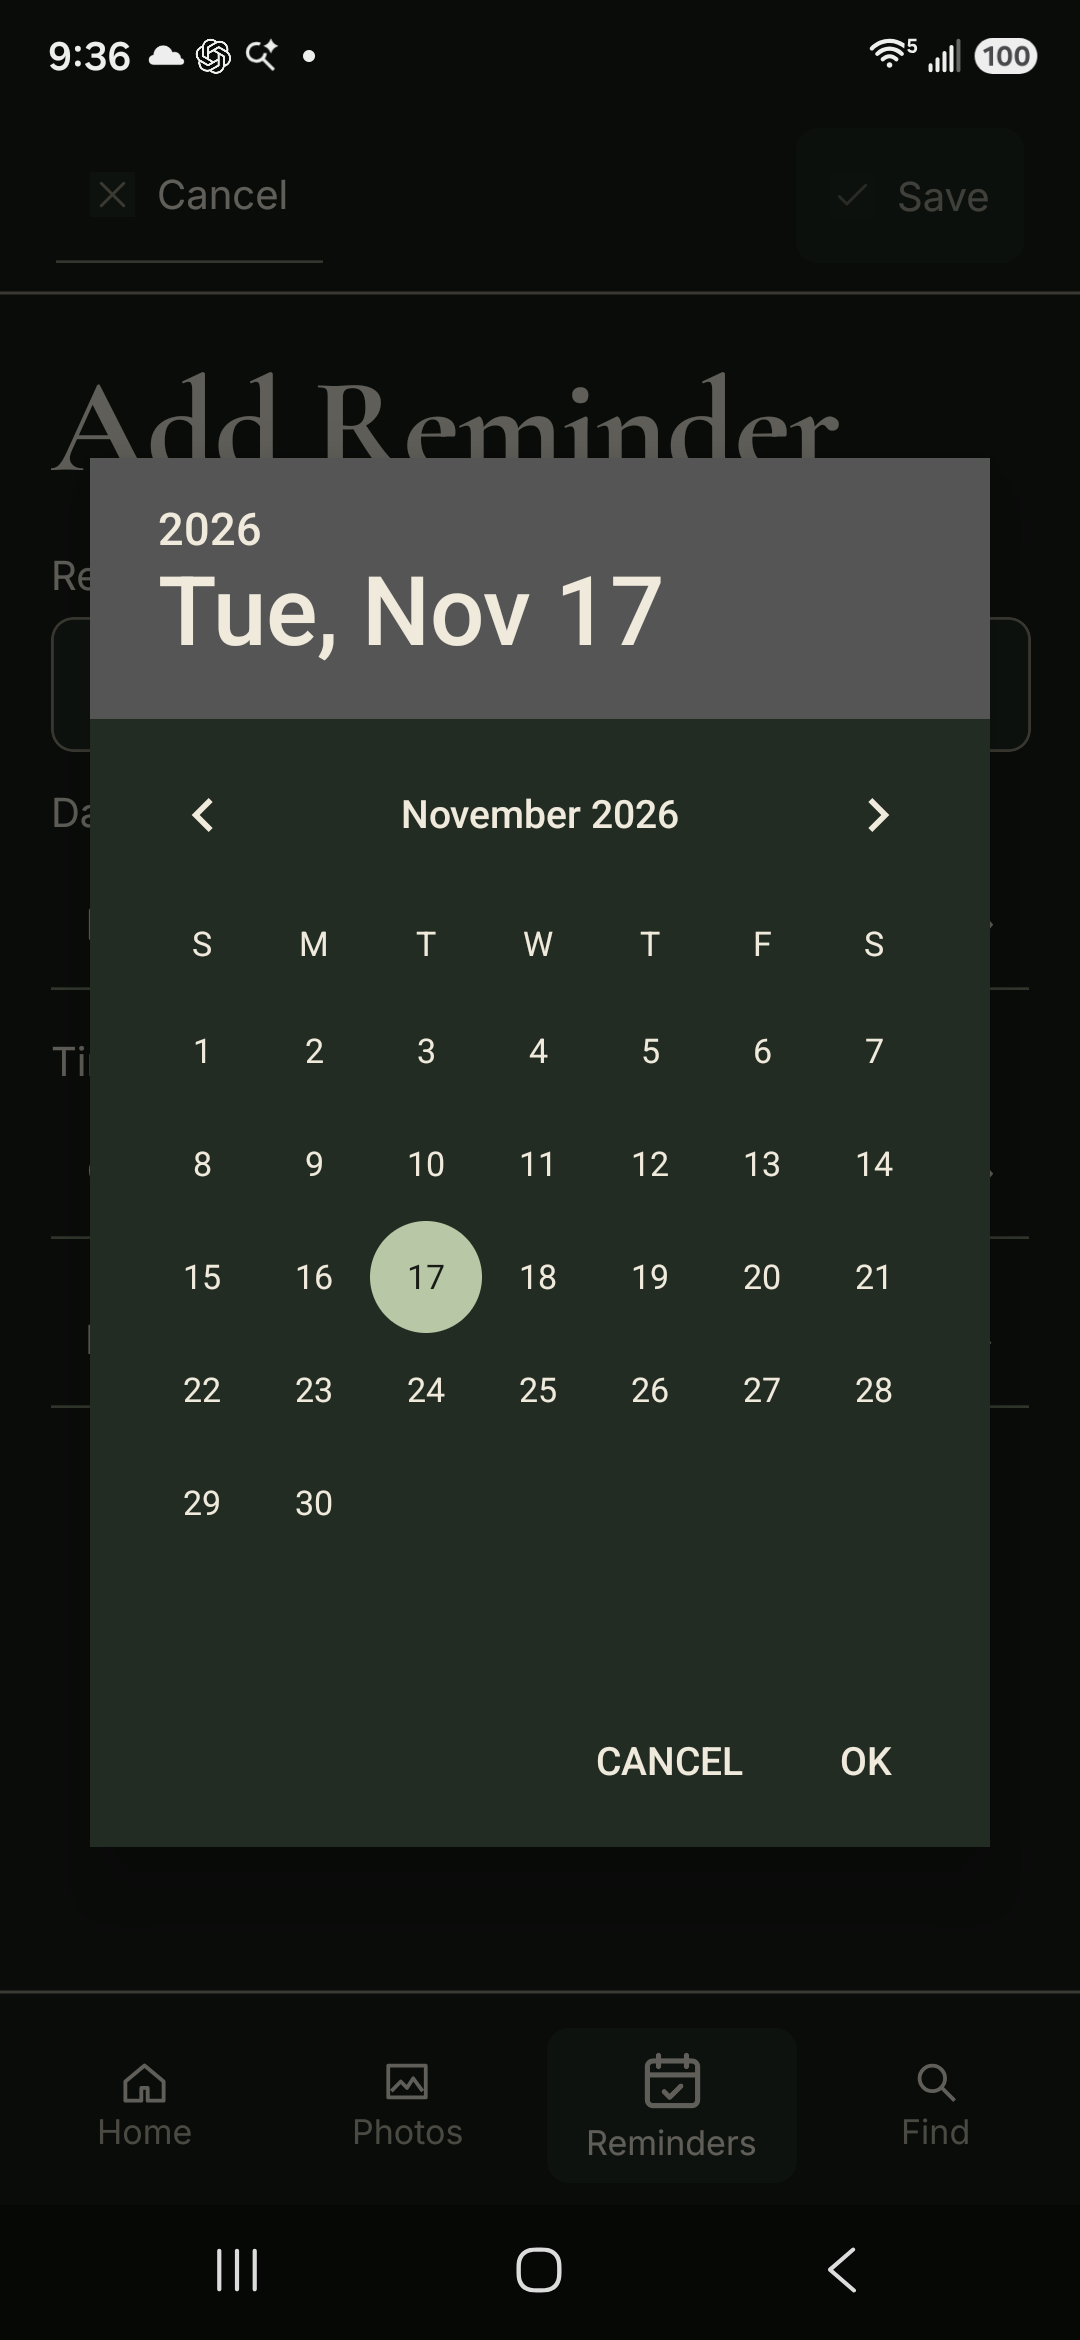 9:36
5
100
Cancel
Save
Add Reminder
2026
Tue, Nov 17
November 2026
S M T W T F S
1 2 3 4 5 6 7
8 9 10 11 12 13 14
15 16 17 18 19 20 21
22 23 24 25 26 27 28
29 30
CANCEL OK
Home
Photos
Reminders
Find